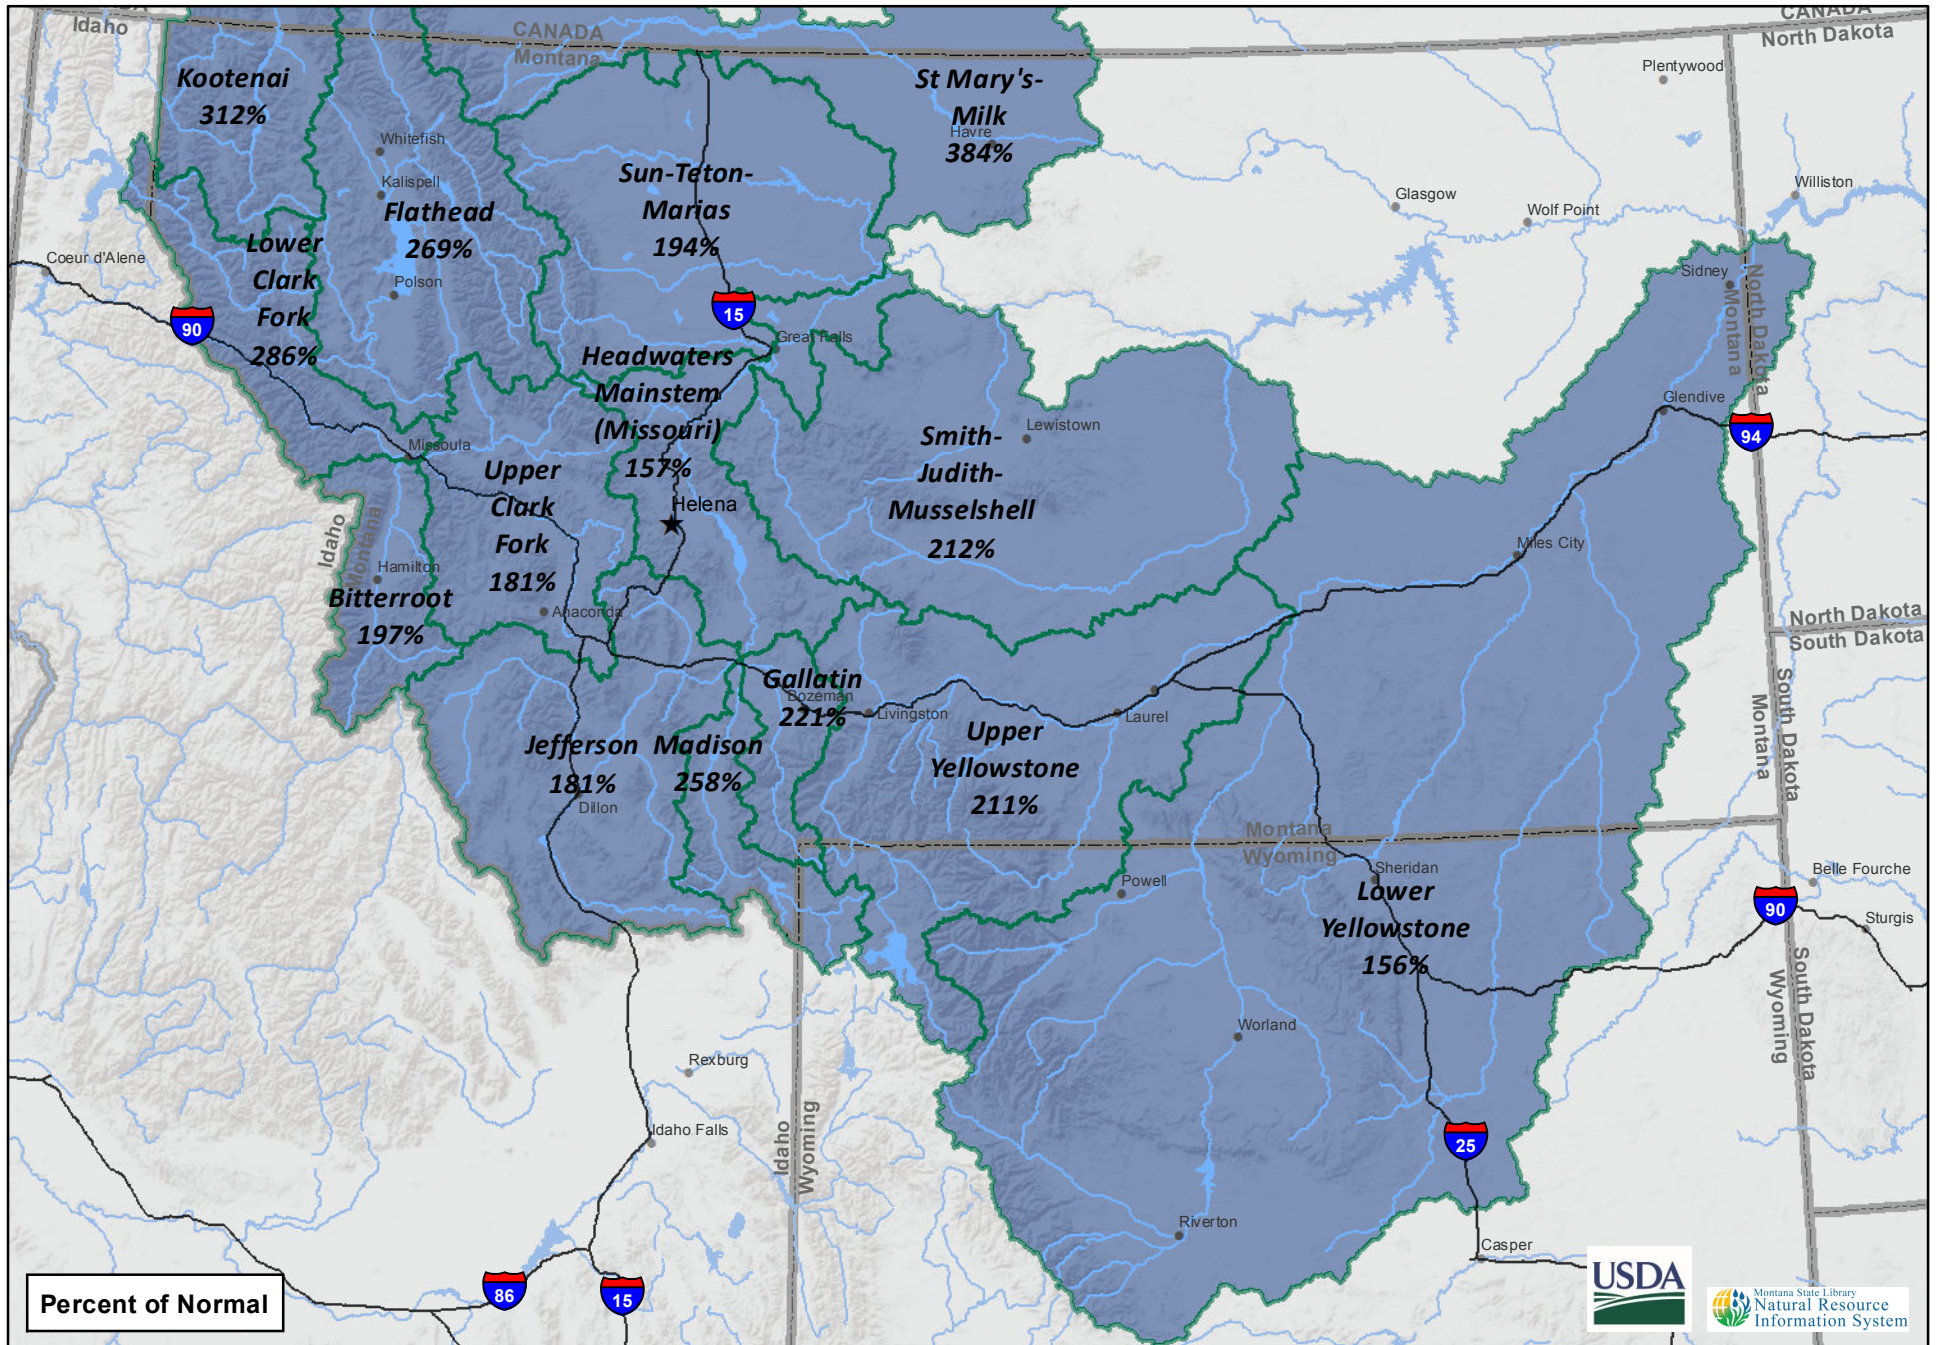 Idaho
CANADA
Montana
CANADA
North Dakota
Kootenai
312%
St Mary's-
Milk
Havre
384%
Plentywood
Whitefish
Kalispell
Flathead
269%
Sun-Teton-
Marias
194%
Glasgow
Wolf Point
Williston
Lower
Clark
Fork
286%
Coeur d'Alene
Polson
90
15
Great Falls
Sidney
North Dakota
Montana
Headwaters
Mainstem
(Missouri)
157%
Helena
Glendive
94
Smith-
Judith-
Musselshell
212%
Lewistown
Missoula
Upper
Clark
Fork
181%
Idaho
Montana
Hamilton
Bitterroot
197%
Anaconda
Miles City
North Dakota
South Dakota
Gallatin
Bozeman
221%
Livingston
Laurel
South Dakota
Montana
Jefferson
181%
Dillon
Madison
258%
Upper
Yellowstone
211%
Montana
Wyoming
Powell
Sheridan
Lower
Yellowstone
156%
Belle Fourche
90
Sturgis
South Dakota
Wyoming
Worland
Rexburg
Idaho Falls
Idaho
Wyoming
25
Riverton
Casper
86
15
Percent of Normal
USDA
Montana State Library
Natural Resource
Information System